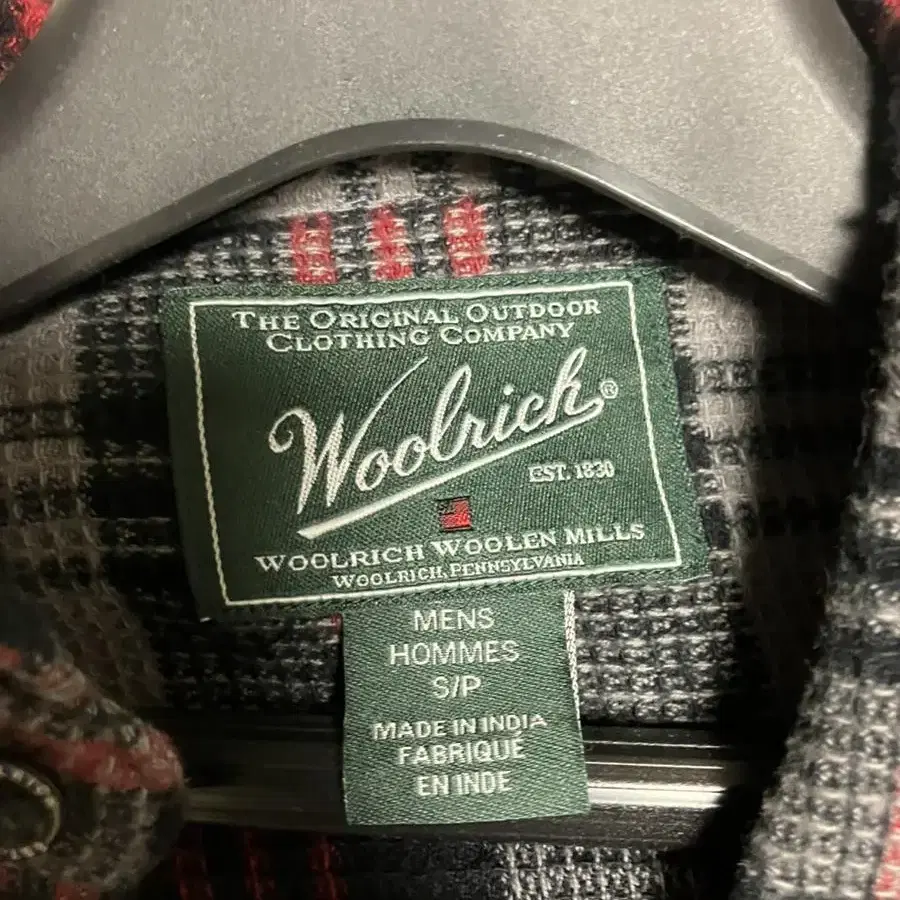 THE ORIGINAL OUTDOOR
CLOTHING COMPANY
Woolrich®
EST. 1830
WOOLRICH WOOLEN MILLS
WOOLRICH, PENNSYLVANIA
MENS
HOMMES
S/P
MADE IN INDIA
FABRIQUÉ
EN INDE